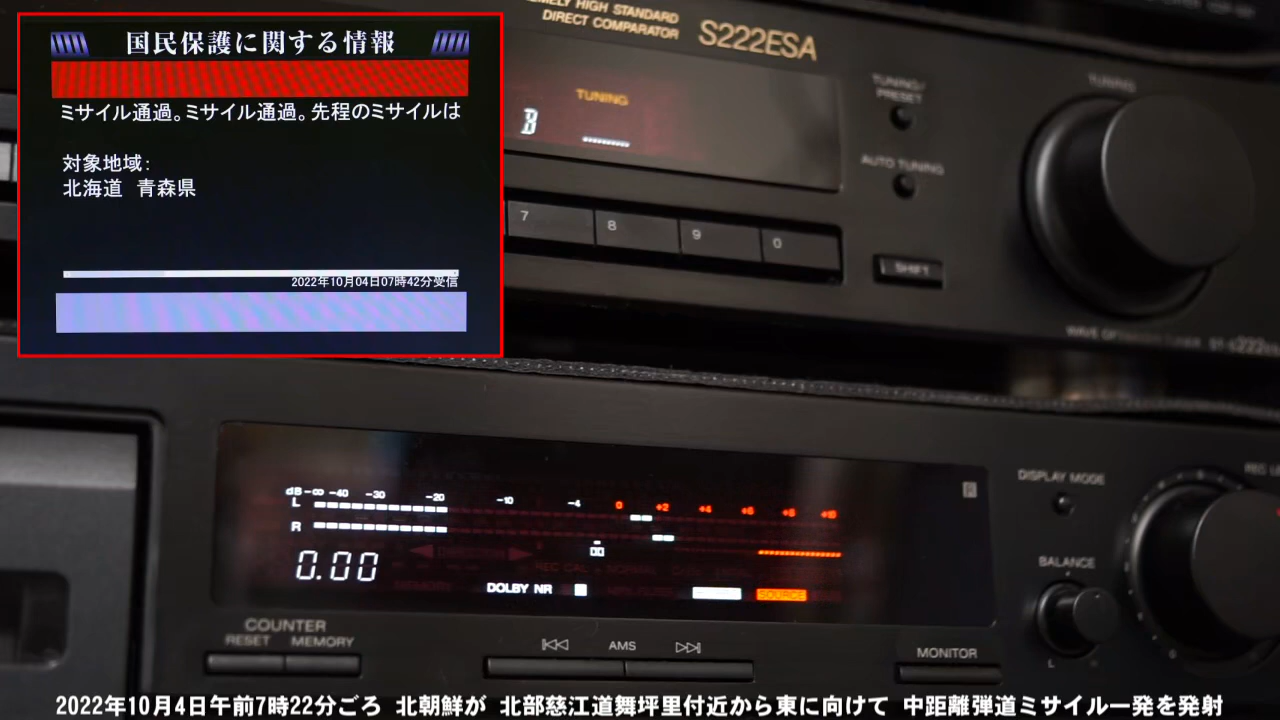 国民保護に関する情報
ミサイル通過。ミサイル通過。先程のミサイルは
対象地域:
北海道 青森県
2022年10月04日07時42分受信
HIGH STANDARD
DIRECT COMPARATOR
S222ESA
TUNING
B
TUNING/
PRESET
TUNING
AUTO TUNING
7 8 9 0
SHIFT
dB -∞ -40 -30 -20 -10 -4 0 +2 +4 +6 +8 +10
L
R
0.00
DOLBY NR
SOURCE
DISPLAY MODE
BALANCE
L
COUNTER
RESET MEMORY
AMS
MONITOR
2022年10月4日午前7時22分ごろ 北朝鮮が 北部慈江道舞坪里付近から東に向けて 中距離弾道ミサイル一発を発射